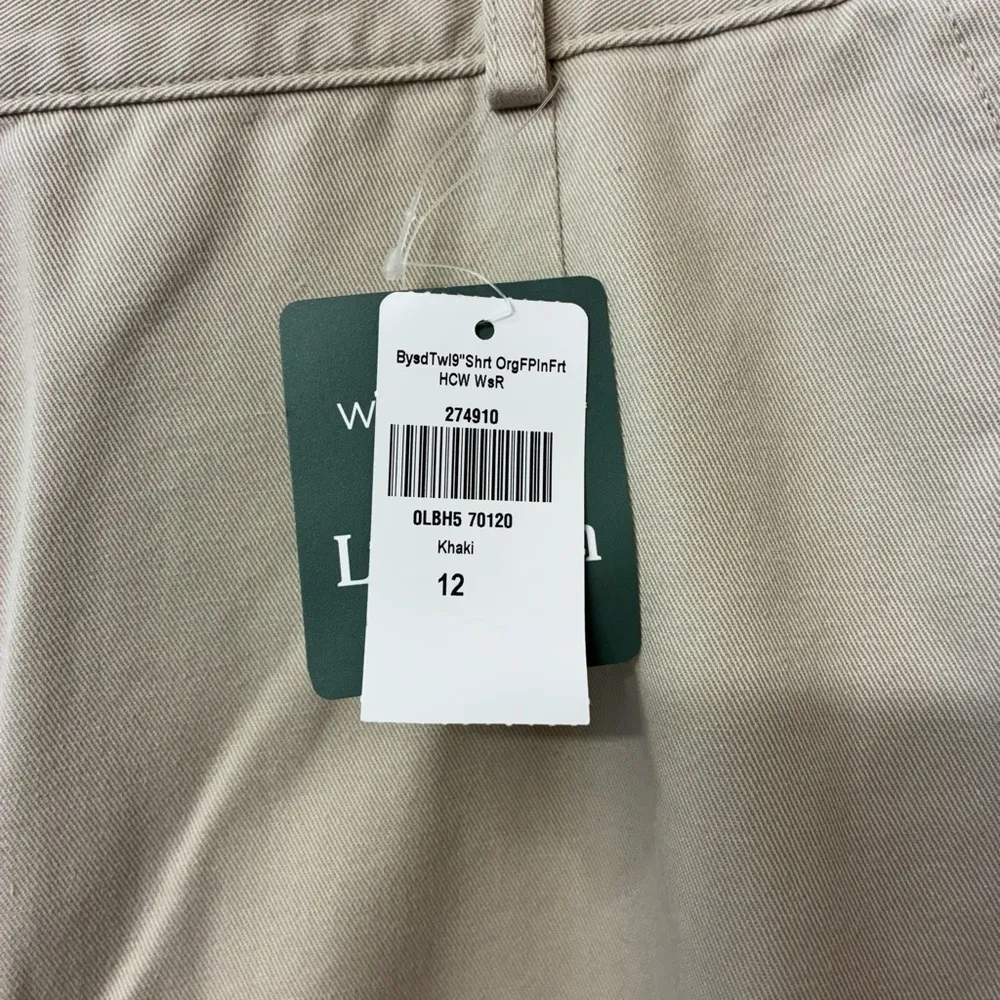 BysdTwl9"Shrt OrgFPlnFrt
HCW WsR
274910
0LBH5 70120
Khaki
12